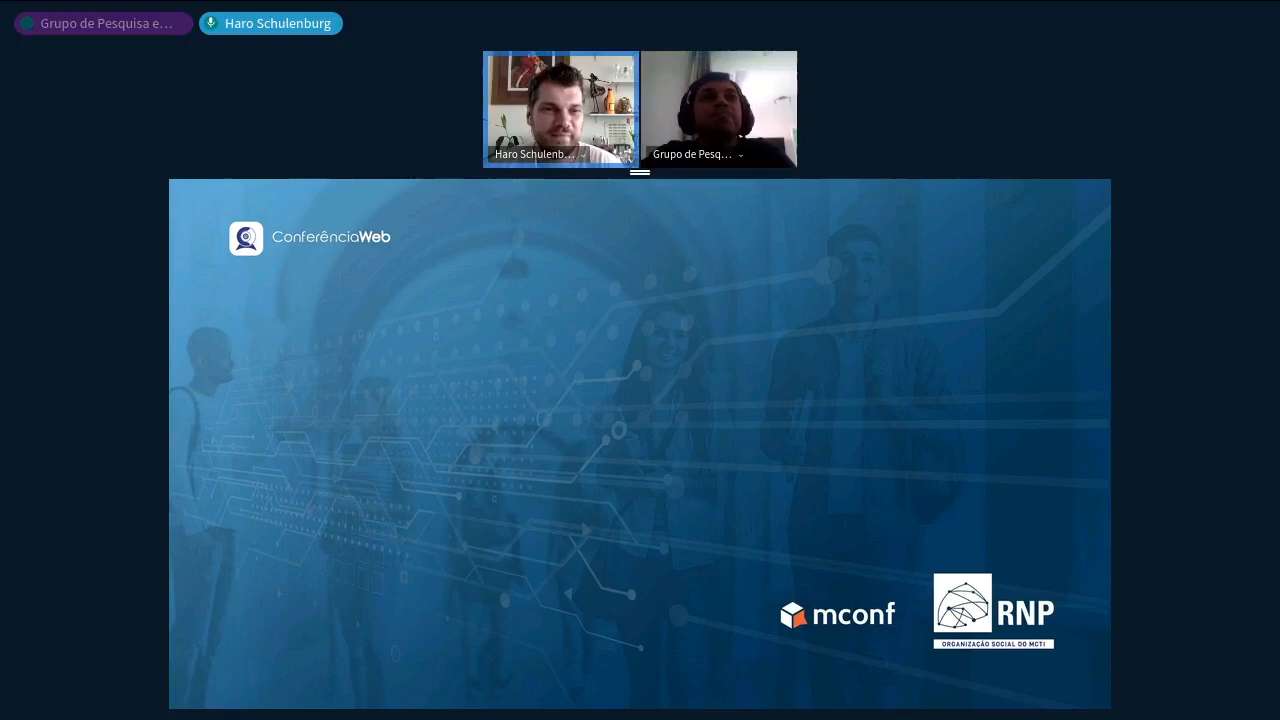 Grupo de Pesquisa e…
Haro Schulenburg
Haro Schulenb…
Grupo de Pesq…
ConferênciaWeb
mconf
RNP
ORGANIZAÇÃO SOCIAL DO MCTI